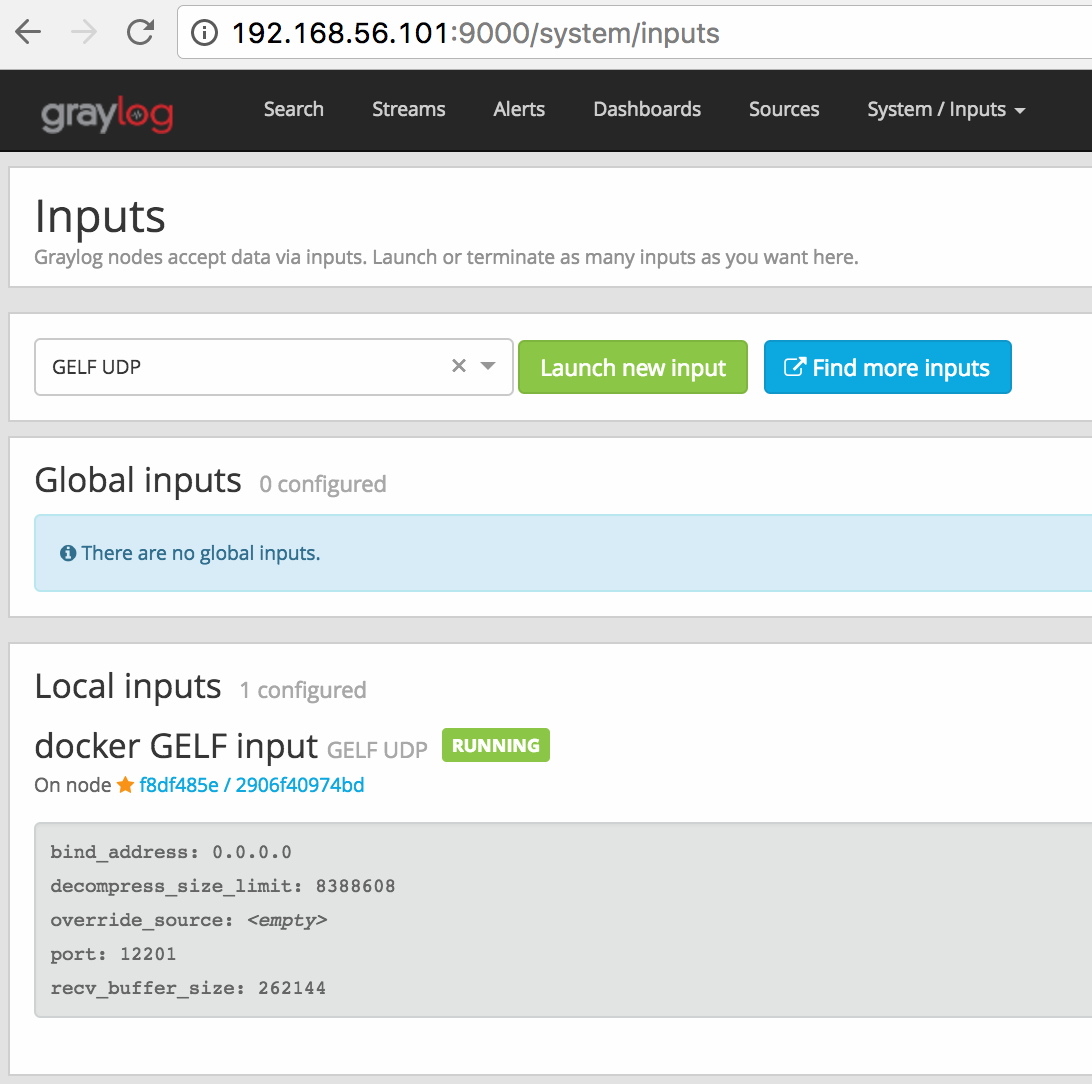 192.168.56.101:9000/system/inputs
graylog Search Streams Alerts Dashboards Sources System / Inputs
Inputs
Graylog nodes accept data via inputs. Launch or terminate as many inputs as you want here.
GELF UDP Launch new input Find more inputs
Global inputs 0 configured
There are no global inputs.
Local inputs 1 configured
docker GELF input GELF UDP RUNNING
On node f8df485e / 2906f40974bd
bind_address: 0.0.0.0
decompress_size_limit: 8388608
override_source: <empty>
port: 12201
recv_buffer_size: 262144